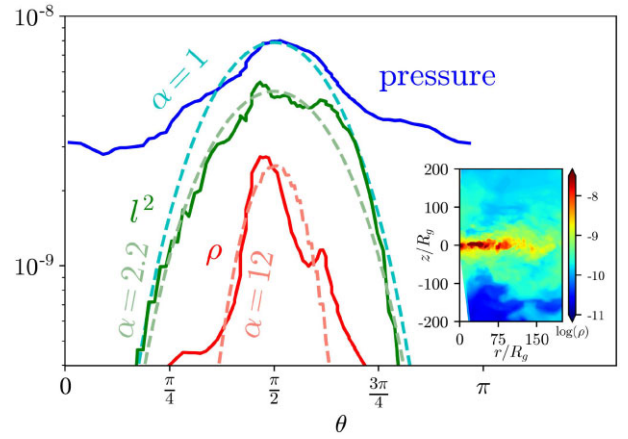 10⁻⁸
10⁻⁹
α=1
pressure
l²
α=2.2
ρ
α=12
0
π/4
π/2
3π/4
π
θ
200
100
0
-100
-200
z/R_g
0
75
150
r/R_g
-8
-9
-10
-11
log(ρ)